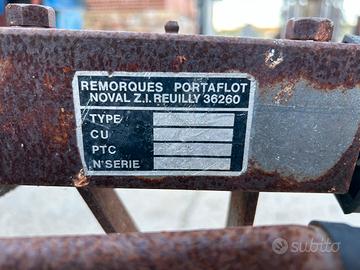 REMORQUES PORTAFLOT
NOVAL Z.I. REUILLY 36260
TYPE
CU
PTC
N° SERIE
subito